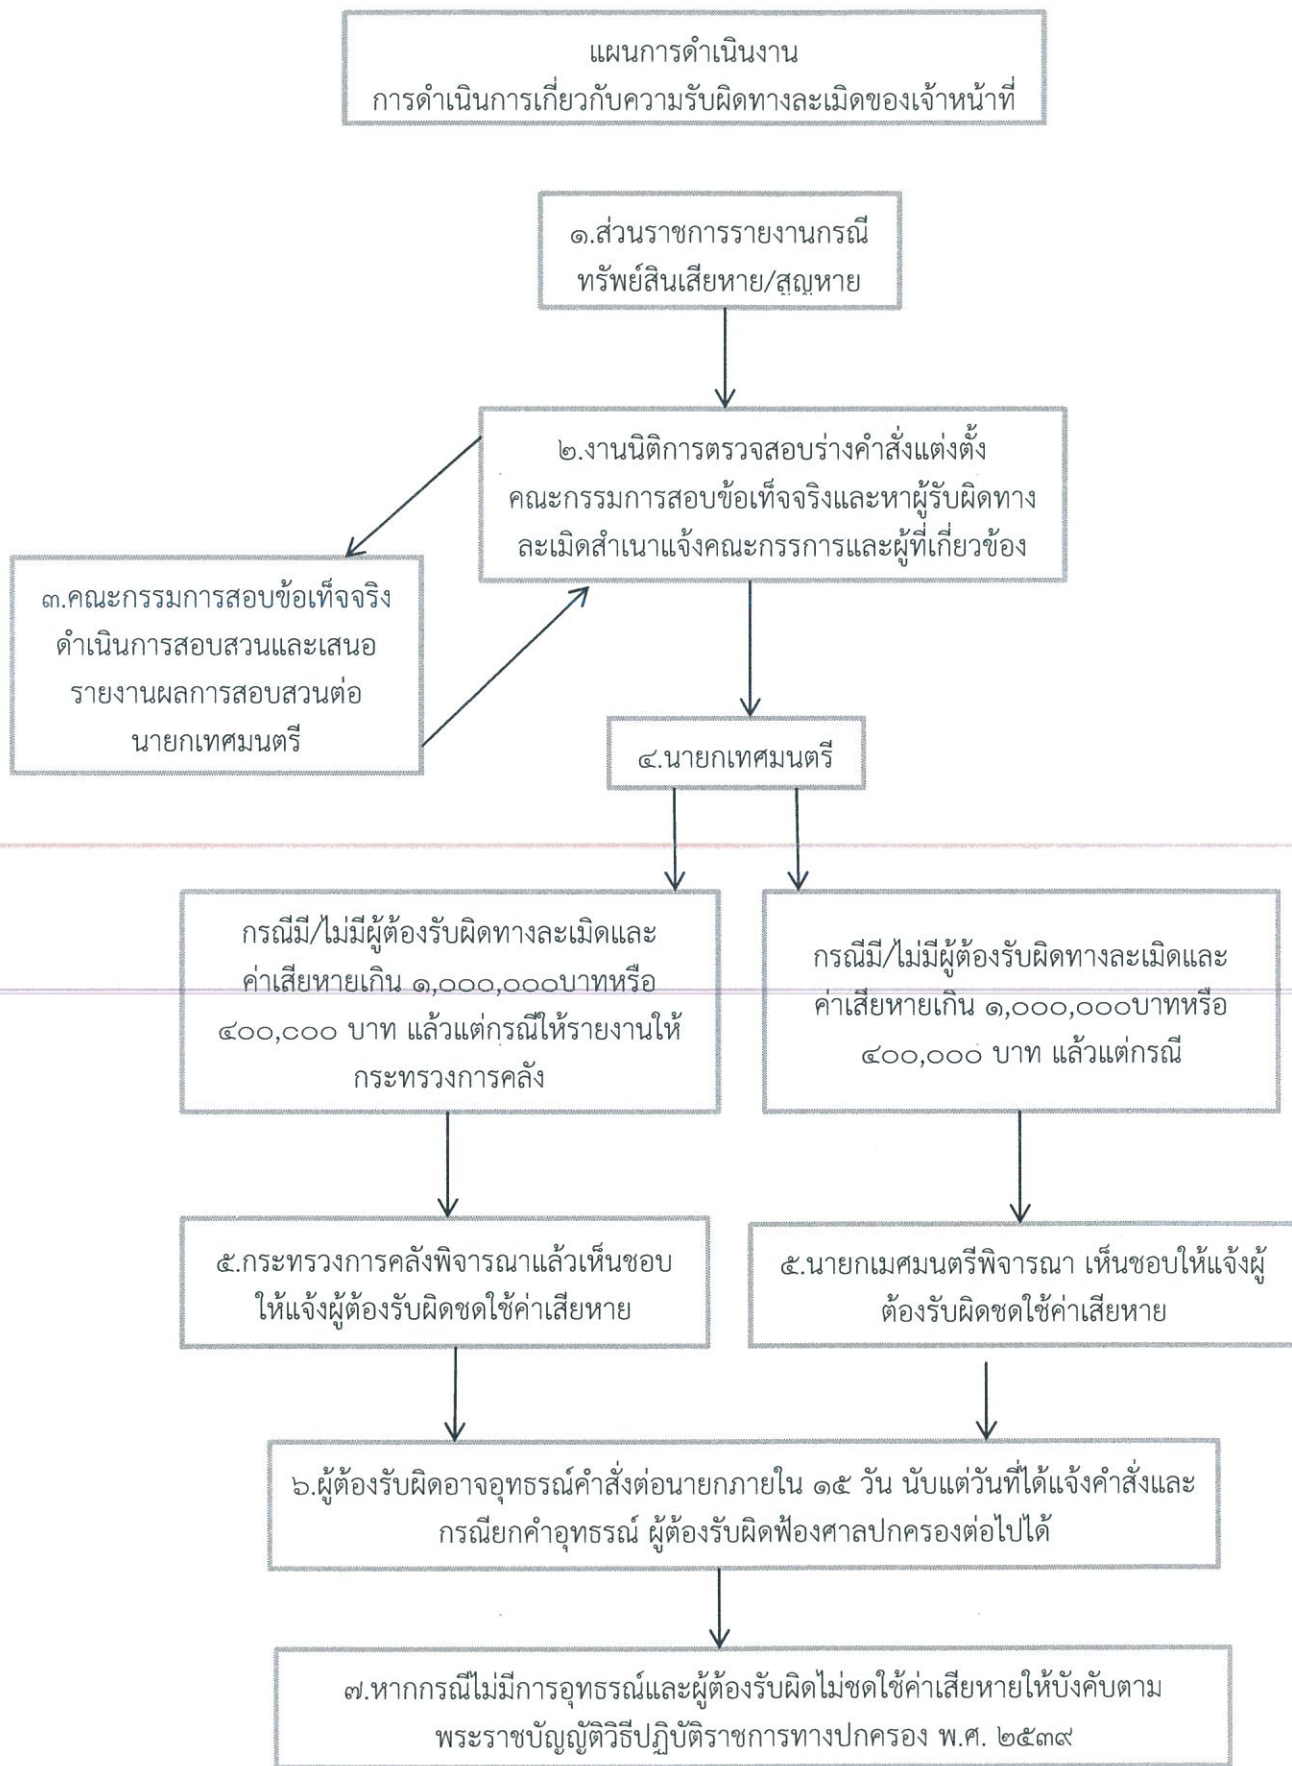 แผนการดำเนินงาน
การดำเนินการเกี่ยวกับความรับผิดทางละเมิดของเจ้าหน้าที่
๑.ส่วนราชการรายงานกรณี
ทรัพย์สินเสียหาย/สูญหาย
๒.งานนิติการตรวจสอบร่างคำสั่งแต่งตั้ง
คณะกรรมการสอบข้อเท็จจริงและหาผู้รับผิดทาง
ละเมิดสำเนาแจ้งคณะกรรการและผู้ที่เกี่ยวข้อง
๓.คณะกรรมการสอบข้อเท็จจริง
ดำเนินการสอบสวนและเสนอ
รายงานผลการสอบสวนต่อ
นายกเทศมนตรี
๔.นายกเทศมนตรี
กรณีมี/ไม่มีผู้ต้องรับผิดทางละเมิดและ
ค่าเสียหายเกิน ๑,๐๐๐,๐๐๐บาทหรือ
๔๐๐,๐๐๐ บาท แล้วแต่กรณีให้รายงานให้
กระทรวงการคลัง
กรณีมี/ไม่มีผู้ต้องรับผิดทางละเมิดและ
ค่าเสียหายเกิน ๑,๐๐๐,๐๐๐บาทหรือ
๔๐๐,๐๐๐ บาท แล้วแต่กรณี
๕.กระทรวงการคลังพิจารณาแล้วเห็นชอบ
ให้แจ้งผู้ต้องรับผิดชดใช้ค่าเสียหาย
๕.นายกเมศมนตรีพิจารณา เห็นชอบให้แจ้งผู้
ต้องรับผิดชดใช้ค่าเสียหาย
๖.ผู้ต้องรับผิดอาจอุทธรณ์คำสั่งต่อนายกภายใน ๑๕ วัน นับแต่วันที่ได้แจ้งคำสั่งและ
กรณียกคำอุทธรณ์ ผู้ต้องรับผิดฟ้องศาลปกครองต่อไปได้
๗.หากกรณีไม่มีการอุทธรณ์และผู้ต้องรับผิดไม่ชดใช้ค่าเสียหายให้บังคับตาม
พระราชบัญญัติวิธีปฏิบัติราชการทางปกครอง พ.ศ. ๒๕๓๙